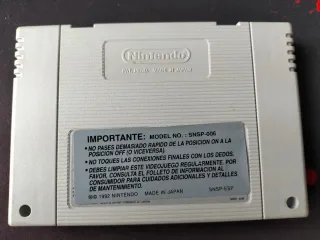 Nintendo
IMPORTANTE: MODEL NO. : SNSP-006
•NO PASES DEMASIADO RAPIDO DE LA POSICION ON A LA
POSICION OFF (O VICEVERSA).
•NO TOQUES LAS CONEXIONES FINALES CON LOS DEDOS.
•DEBES LIMPIAR ESTE VIDEOJUEGO REGULARMENTE. POR
FAVOR, CONSULTA EL FOLLETO DE INFORMACION AL
CONSUMIDOR PARA CUIDADOS ADICIONALES Y DETALLES
DE MANTENIMIENTO.
1992 NINTENDO MADE IN JAPAN SNSP-ESP